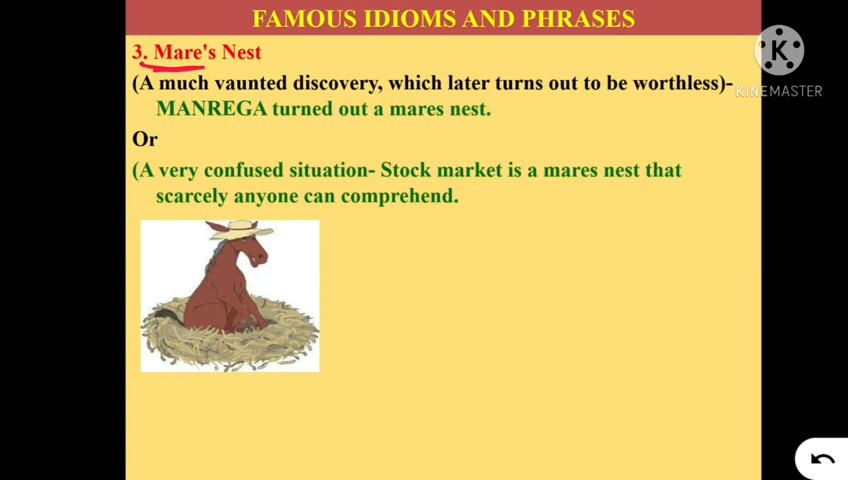 FAMOUS IDIOMS AND PHRASES
3. Mare's Nest
(A much vaunted discovery, which later turns out to be worthless)-
MANREGA turned out a mares nest.
Or
(A very confused situation- Stock market is a mares nest that
scarcely anyone can comprehend.
K
KINEMASTER